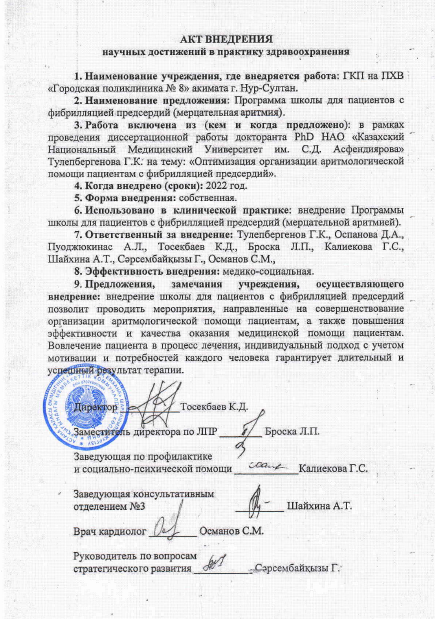 АКТ ВНЕДРЕНИЯ
научных достижений в практику здравоохранения
1. Наименование учреждения, где внедряется работа: ГКП на ПХВ
«Городская поликлиника № 8» акимата г. Нур-Султан.
2. Наименование предложения: Программа школы для пациентов с
фибрилляцией предсердий (мерцательная аритмия).
3. Работа включена из (кем и когда предложено): в рамках
проведения диссертационной работы докторанта PhD НАО «Казахский
Национальный Медицинский Университет им. С.Д. Асфендиярова»
Тулепбергенова Г.К. на тему: «Оптимизация организации аритмологической
помощи пациентам с фибрилляцией предсердий».
4. Когда внедрено (сроки): 2022 год.
5. Форма внедрения: собственная.
6. Использовано в клинической практике: внедрение Программы
школы для пациентов с фибрилляцией предсердий (мерцательной аритмией).
7. Ответственный за внедрение: Тулепбергенов Г.К., Оспанова Д.А.,
Пуоджюкинас А.Л., Тосекбаев К.Д., Броска Л.П., Калиекова Г.С.,
Шайхина А.Т., Сәрсембайқызы Г., Османов С.М.,
8. Эффективность внедрения: медико-социальная.
9. Предложения, замечания учреждения, осуществляющего
внедрение: внедрение школы для пациентов с фибрилляцией предсердий
позволит проводить мероприятия, направленные на совершенствование
организации аритмологической помощи пациентам, а также повышения
эффективности и качества оказания медицинской помощи пациентам.
Вовлечение пациента в процесс лечения, индивидуальный подход с учетом
мотивации и потребностей каждого человека гарантирует длительный и
успешный результат терапии.
Директор Тосекбаев К.Д.
Заместитель директора по ЛПР Броска Л.П.
Заведующая по профилактике
и социально-психической помощи Калиекова Г.С.
Заведующая консультативным
отделением №3 Шайхина А.Т.
Врач кардиолог Османов С.М.
Руководитель по вопросам
стратегического развития Сәрсембайқызы Г.